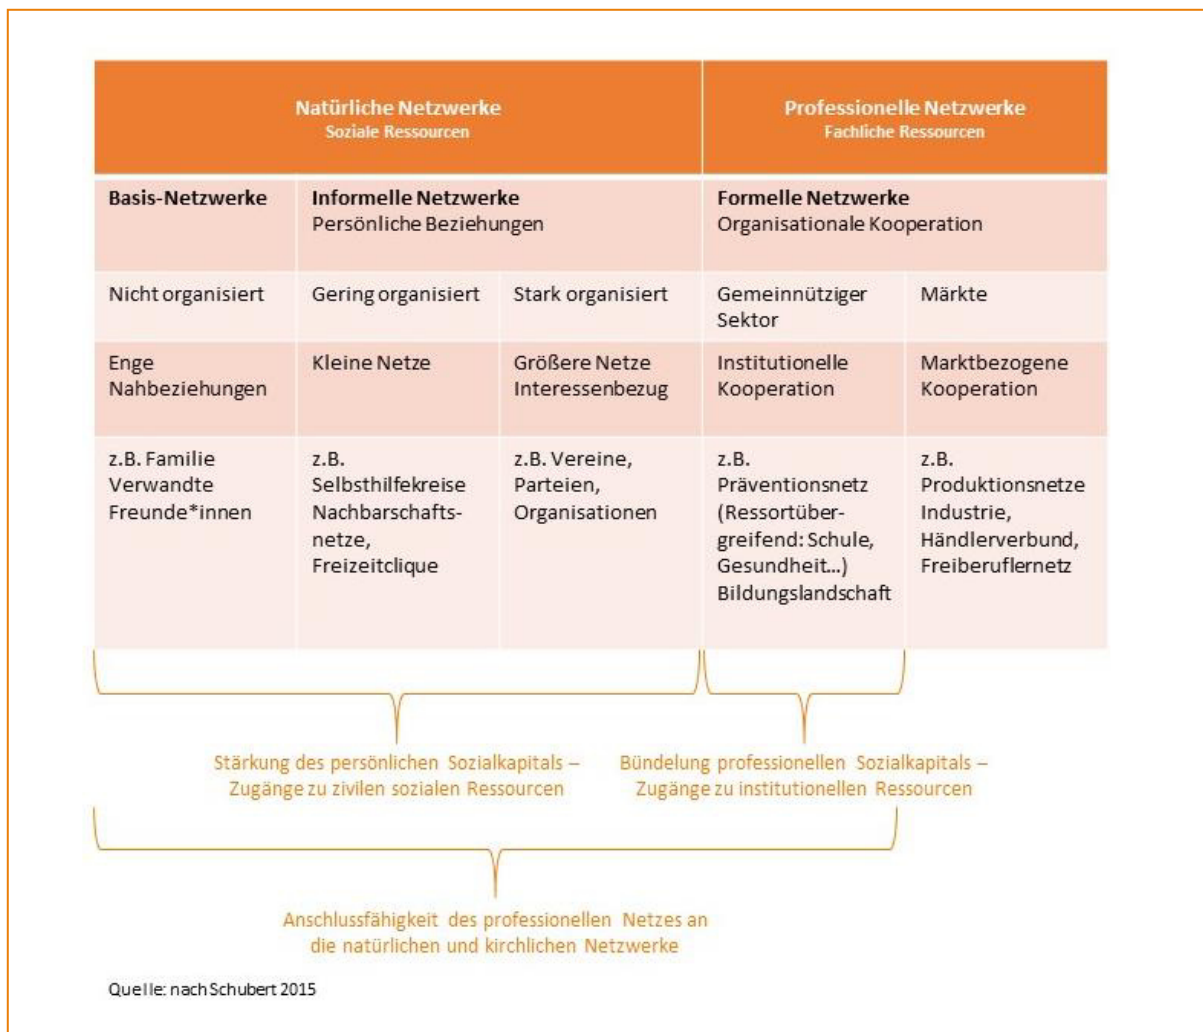 Natürliche Netzwerke
Soziale Ressourcen
Professionelle Netzwerke
Fachliche Ressourcen
Basis-Netzwerke
Informelle Netzwerke
Persönliche Beziehungen
Formelle Netzwerke
Organisationale Kooperation
Nicht organisiert
Gering organisiert
Stark organisiert
Gemeinnütziger
Sektor
Märkte
Enge
Nahbeziehungen
Kleine Netze
Größere Netze
Interessenbezug
Institutionelle
Kooperation
Marktbezogene
Kooperation
z.B. Familie
Verwandte
Freunde*innen
z.B.
Selbsthilfekreise
Nachbarschafts-
netze,
Freizeitclique
z.B. Vereine,
Parteien,
Organisationen
z.B.
Präventionsnetz
(Ressortüber-
greifend: Schule,
Gesundheit...)
Bildungslandschaft
z.B.
Produktionsnetze
Industrie,
Händlerverbund,
Freiberuflernetz
Stärkung des persönlichen Sozialkapitals –
Zugänge zu zivilen sozialen Ressourcen
Bündelung professionellen Sozialkapitals –
Zugänge zu institutionellen Ressourcen
Anschlussfähigkeit des professionellen Netzes an
die natürlichen und kirchlichen Netzwerke
Quelle: nach Schubert 2015